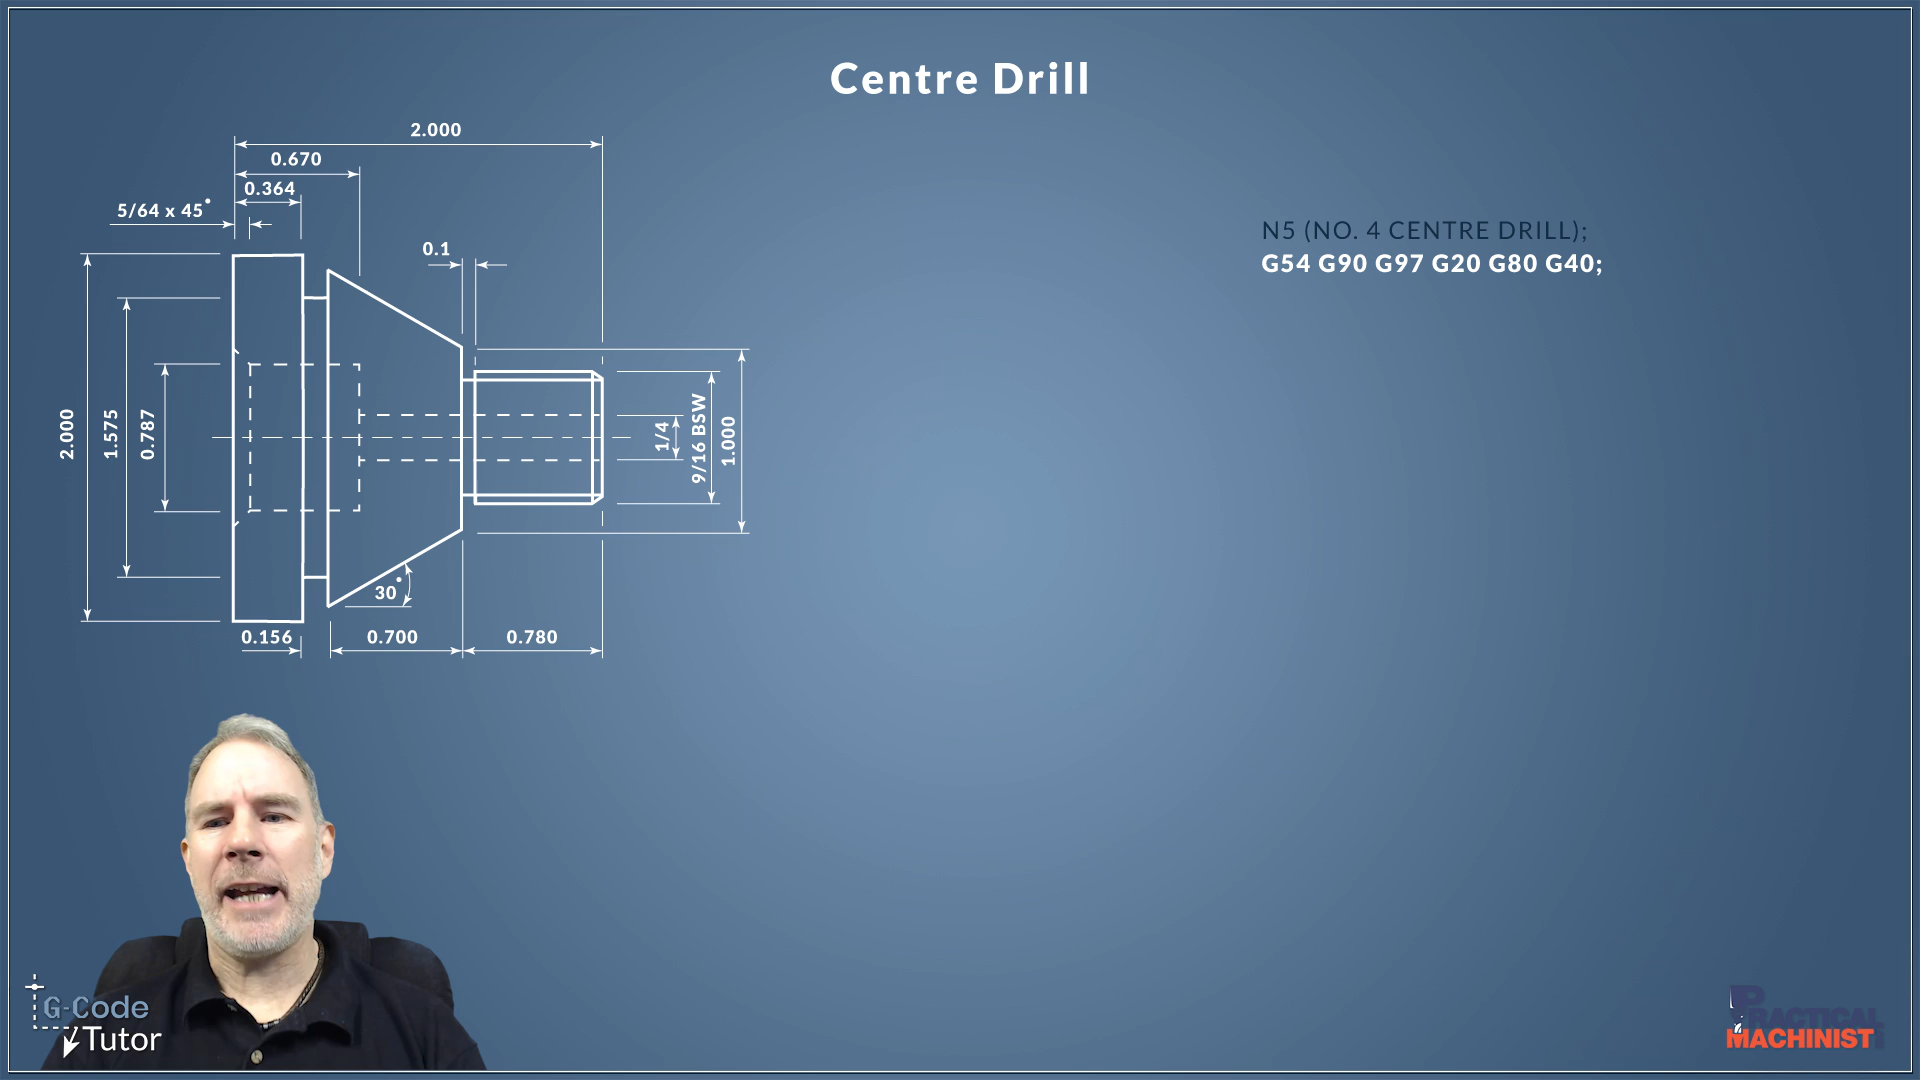 Centre Drill
2.000
0.670
0.364
5/64 x 45°
0.1
2.000
1.575
0.787
1/4
9/16 BSW
1.000
30°
0.156
0.700
0.780
N5 (NO. 4 CENTRE DRILL);
G54 G90 G97 G20 G80 G40;
G-Code
Tutor
PRACTICAL
MACHINIST